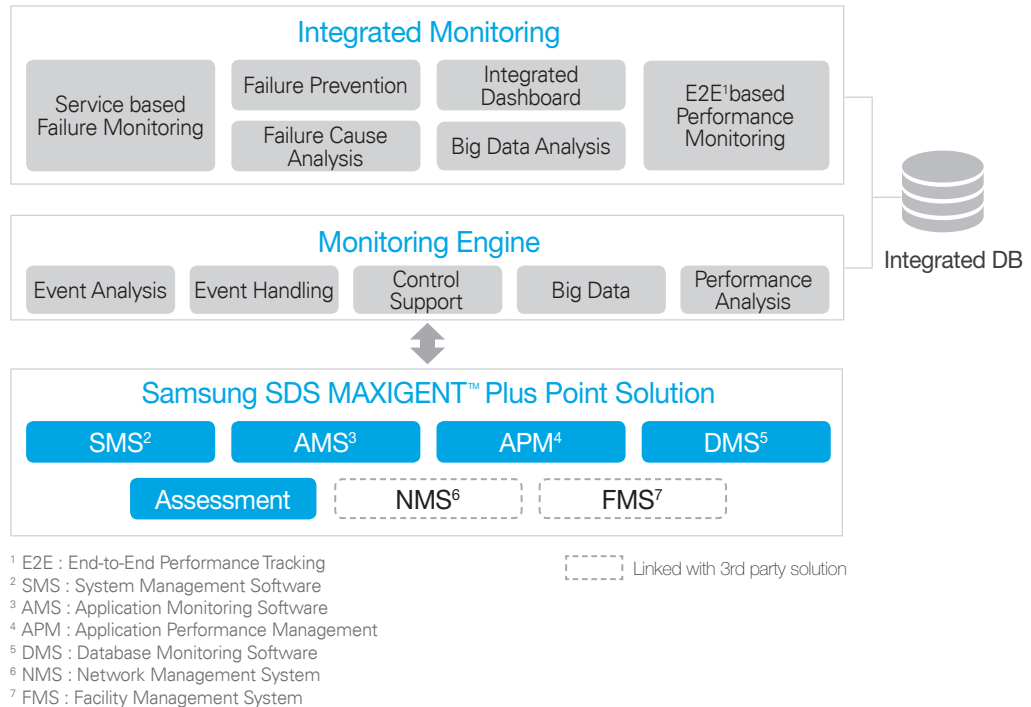 Integrated Monitoring
Service based
Failure Monitoring
Failure Prevention
Failure Cause
Analysis
Integrated
Dashboard
Big Data Analysis
E2E¹based
Performance
Monitoring
Integrated DB
Monitoring Engine
Event Analysis
Event Handling
Control
Support
Big Data
Performance
Analysis
Samsung SDS MAXIGENT™ Plus Point Solution
SMS²
AMS³
APM⁴
DMS⁵
Assessment
NMS⁶
FMS⁷
¹ E2E : End-to-End Performance Tracking
² SMS : System Management Software
³ AMS : Application Monitoring Software
⁴ APM : Application Performance Management
⁵ DMS : Database Monitoring Software
⁶ NMS : Network Management System
⁷ FMS : Facility Management System
Linked with 3rd party solution